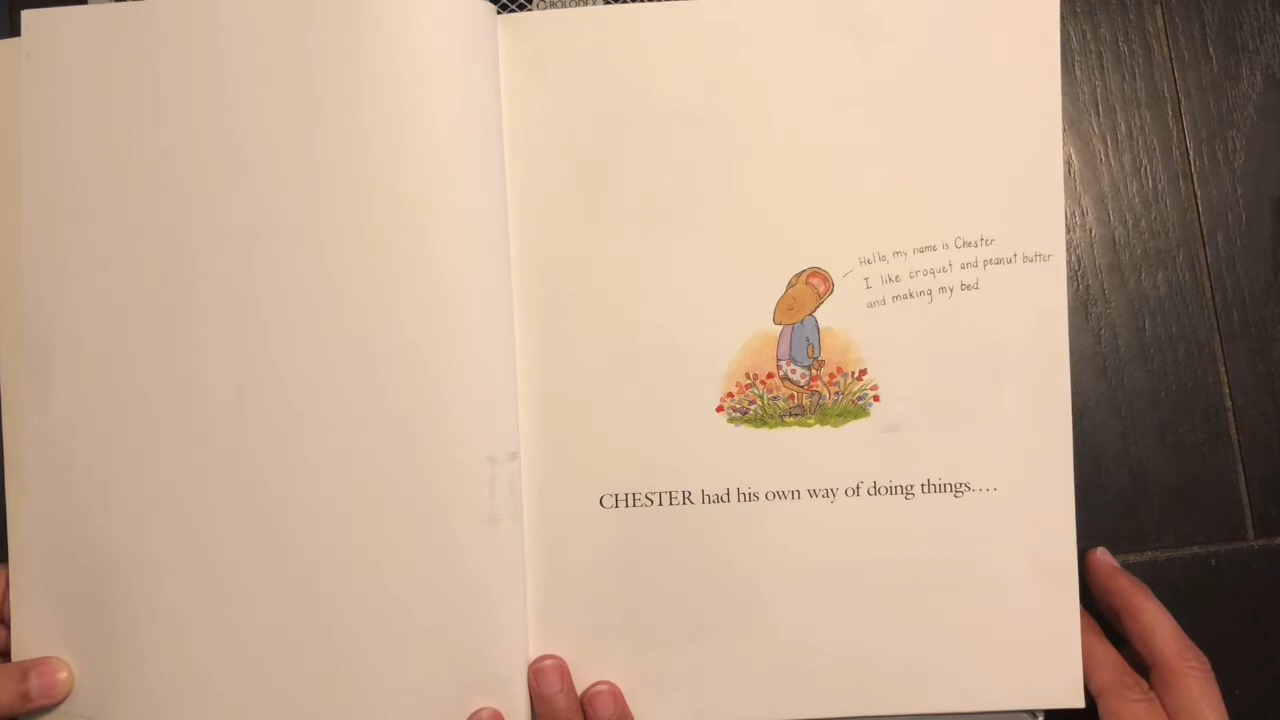 ROLODEX
Hello, my name is Chester.
I like croquet and peanut butter
and making my bed.
CHESTER had his own way of doing things....